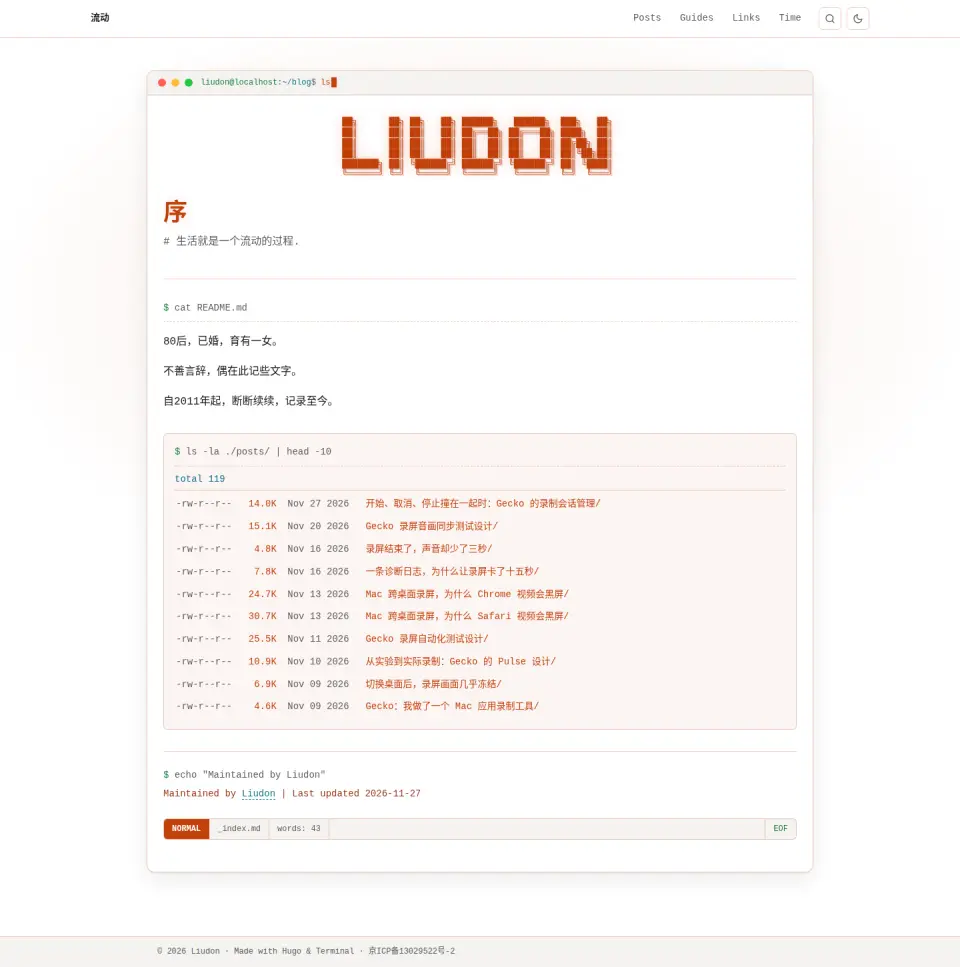 流动
Posts Guides Links Time
liudon@localhost:~/blog$ ls
LIUDON
序
# 生活就是一个流动的过程.
$ cat README.md
80后，已婚，育有一女。
不善言辞，偶在此记些文字。
自2011年起，断断续续，记录至今。
$ ls -la ./posts/ | head -10
total 119
-rw-r--r-- 14.0K Nov 27 2026 开始、取消、停止撞在一起时：Gecko 的录制会话管理/
-rw-r--r-- 15.1K Nov 20 2026 Gecko 录屏音画同步测试设计/
-rw-r--r-- 4.8K Nov 16 2026 录屏结束了，声音却少了三秒/
-rw-r--r-- 7.8K Nov 16 2026 一条诊断日志，为什么让录屏卡了十五秒/
-rw-r--r-- 24.7K Nov 13 2026 Mac 跨桌面录屏，为什么 Chrome 视频会黑屏/
-rw-r--r-- 30.7K Nov 13 2026 Mac 跨桌面录屏，为什么 Safari 视频会黑屏/
-rw-r--r-- 25.5K Nov 11 2026 Gecko 录屏自动化测试设计/
-rw-r--r-- 10.9K Nov 10 2026 从实验到实际录制：Gecko 的 Pulse 设计/
-rw-r--r-- 6.9K Nov 09 2026 切换桌面后，录屏画面几乎冻结/
-rw-r--r-- 4.6K Nov 09 2026 Gecko：我做了一个 Mac 应用录制工具/
$ echo "Maintained by Liudon"
Maintained by Liudon | Last updated 2026-11-27
NORMAL _index.md words: 43 EOF
© 2026 Liudon · Made with Hugo & Terminal · 京ICP备13029522号-2